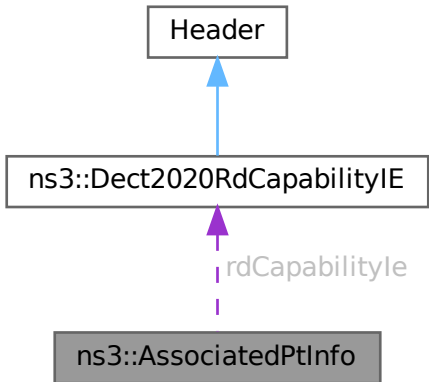 Header
ns3::Dect2020RdCapabilityIE
rdCapabilityIe
ns3::AssociatedPtInfo